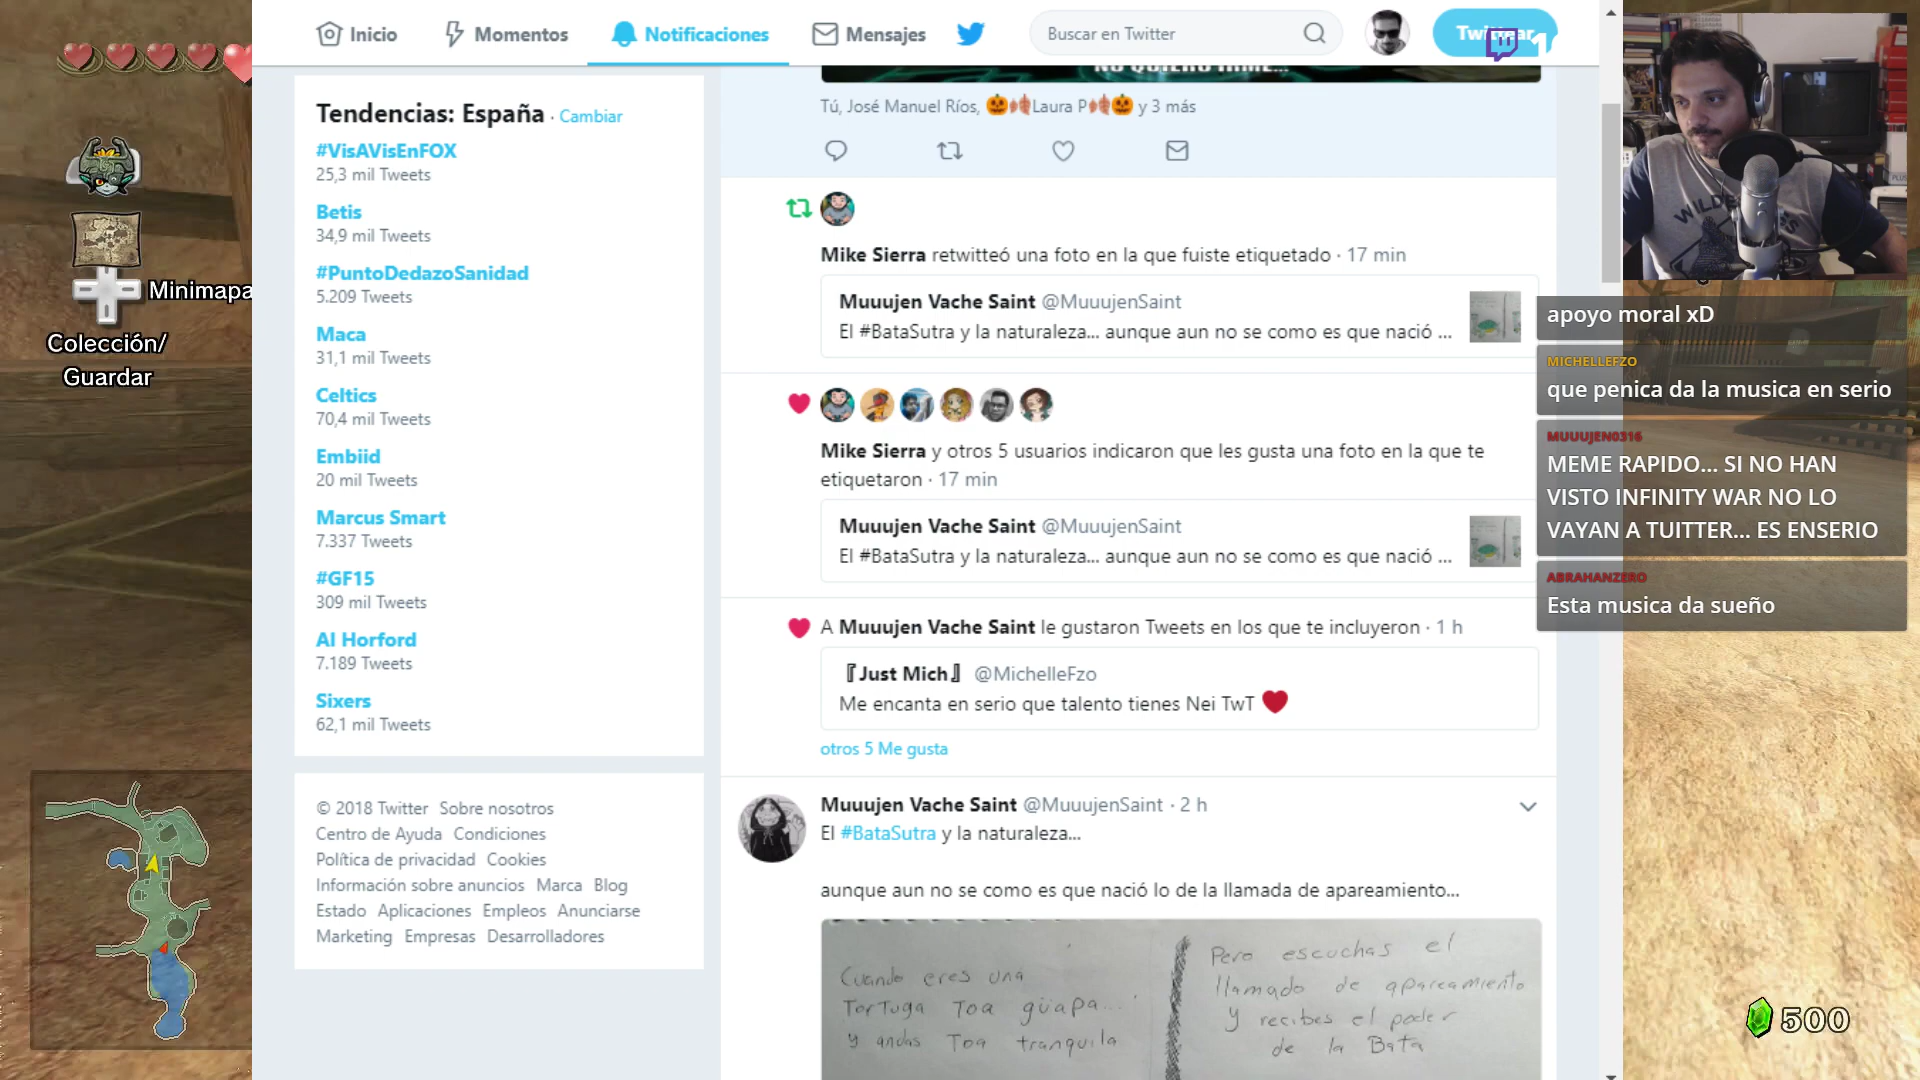 Inicio
Momentos
Notificaciones
Mensajes
Buscar en Twitter
1
Minimapa
Colección/
Guardar
Tendencias: España · Cambiar
#VisAVisEnFOX
25,3 mil Tweets
Betis
34,9 mil Tweets
#PuntoDedazoSanidad
5.209 Tweets
Maca
31,1 mil Tweets
Celtics
70,4 mil Tweets
Embiid
20 mil Tweets
Marcus Smart
7.337 Tweets
#GF15
309 mil Tweets
Al Horford
7.189 Tweets
Sixers
62,1 mil Tweets
© 2018 Twitter Sobre nosotros
Centro de Ayuda Condiciones
Política de privacidad Cookies
Información sobre anuncios Marca Blog
Estado Aplicaciones Empleos Anunciarse
Marketing Empresas Desarrolladores
NO QUIERO IRME...
Tú, José Manuel Ríos, 🎃🍂Laura P🍂🎃 y 3 más
Mike Sierra retwitteó una foto en la que fuiste etiquetado · 17 min
Muuujen Vache Saint @MuuujenSaint
El #BataSutra y la naturaleza... aunque aun no se como es que nació ...
Mike Sierra y otros 5 usuarios indicaron que les gusta una foto en la que te
etiquetaron · 17 min
Muuujen Vache Saint @MuuujenSaint
El #BataSutra y la naturaleza... aunque aun no se como es que nació ...
A Muuujen Vache Saint le gustaron Tweets en los que te incluyeron · 1 h
『Just Mich』 @MichelleFzo
Me encanta en serio que talento tienes Nei TwT ❤
otros 5 Me gusta
Muuujen Vache Saint @MuuujenSaint · 2 h
El #BataSutra y la naturaleza...
aunque aun no se como es que nació lo de la llamada de apareamiento...
Cuando eres una
Tortuga Toa güapa...
y andas Toa tranquila
Pero escuchas el
llamado de apareamiento
y recibes el poder
de la Bata
apoyo moral xD
MICHELLEFZO
que penica da la musica en serio
MUUUJEN0316
MEME RAPIDO... SI NO HAN
VISTO INFINITY WAR NO LO
VAYAN A TUITTER... ES ENSERIO
ABRAHANZERO
Esta musica da sueño
500